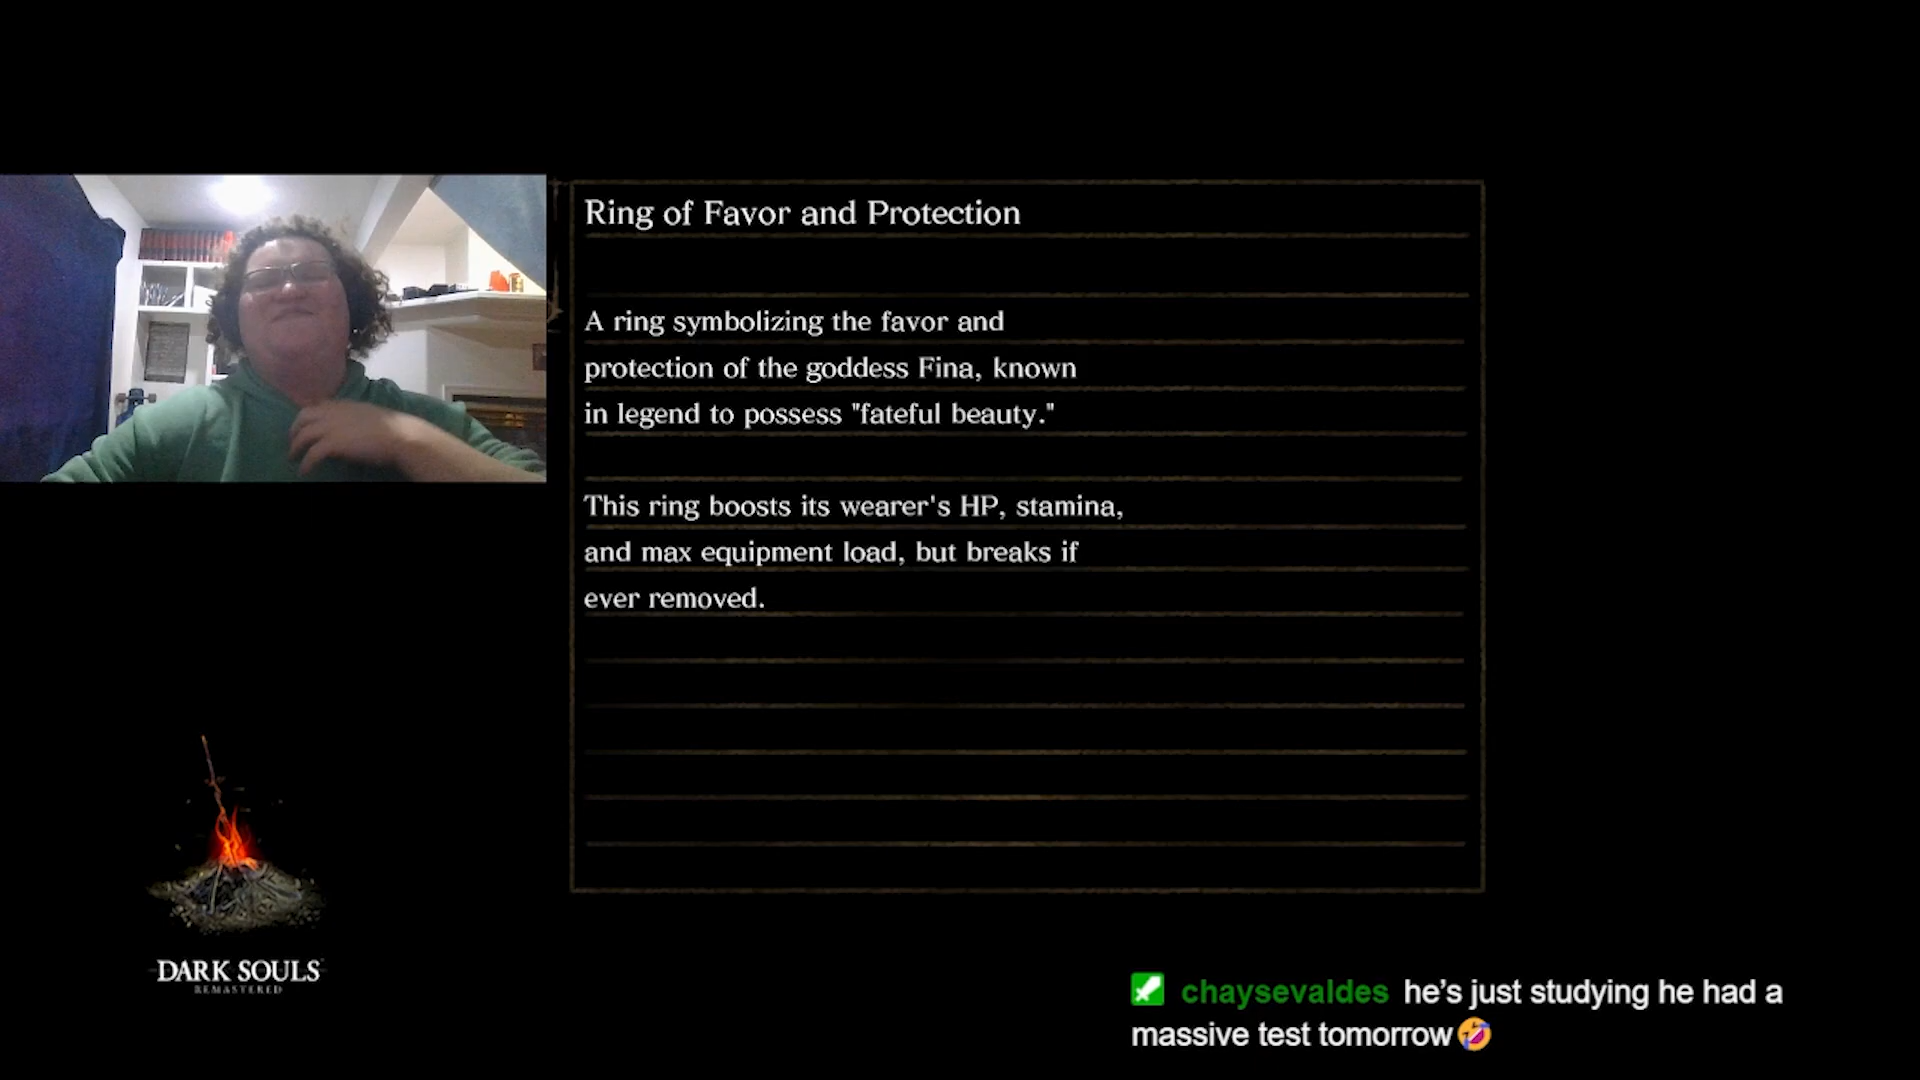 Ring of Favor and Protection
A ring symbolizing the favor and
protection of the goddess Fina, known
in legend to possess "fateful beauty."
This ring boosts its wearer's HP, stamina,
and max equipment load, but breaks if
ever removed.
DARK SOULS
REMASTERED
chaysevaldes he's just studying he had a
massive test tomorrow🤣